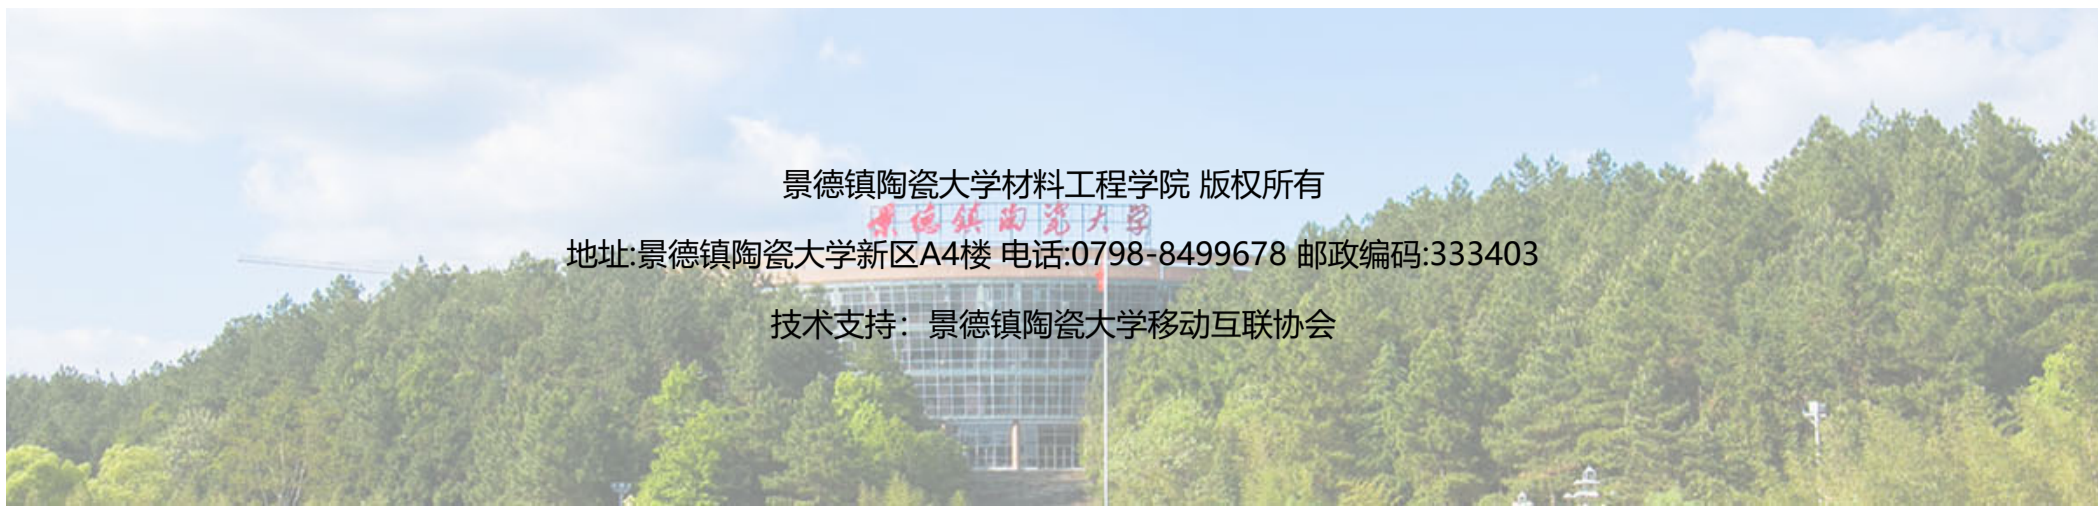 景德镇陶瓷大学材料工程学院 版权所有
景德镇陶瓷大学
地址:景德镇陶瓷大学新区A4楼 电话:0798-8499678 邮政编码:333403
技术支持：景德镇陶瓷大学移动互联协会